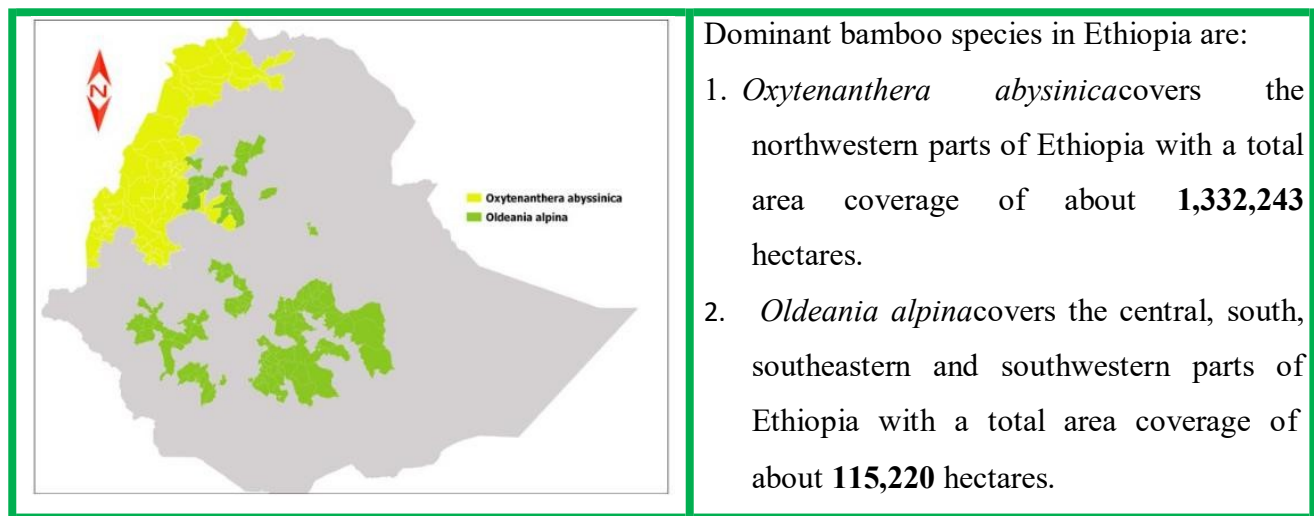 N
Oxytenanthera abyssinica
Oldeania alpina
Dominant bamboo species in Ethiopia are:
1. Oxytenanthera abysinicacovers the
northwestern parts of Ethiopia with a total
area coverage of about 1,332,243
hectares.
2. Oldeania alpinacovers the central, south,
southeastern and southwestern parts of
Ethiopia with a total area coverage of
about 115,220 hectares.